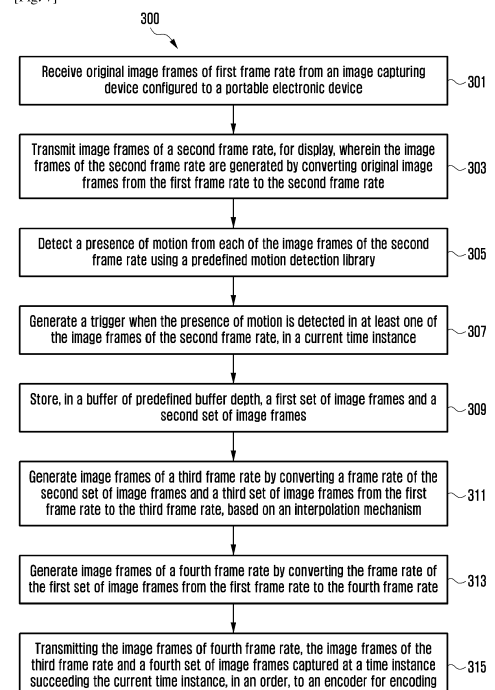 300
Receive original image frames of first frame rate from an image capturing
device configured to a portable electronic device
301
Transmit image frames of a second frame rate, for display, wherein the image
frames of the second frame rate are generated by converting original image
frames from the first frame rate to the second frame rate
303
Detect a presence of motion from each of the image frames of the second
frame rate using a predefined motion detection library
305
Generate a trigger when the presence of motion is detected in at least one of
the image frames of the second frame rate, in a current time instance
307
Store, in a buffer of predefined buffer depth, a first set of image frames and a
second set of image frames
309
Generate image frames of a third frame rate by converting a frame rate of the
second set of image frames and a third set of image frames from the first
frame rate to the third frame rate, based on an interpolation mechanism
311
Generate image frames of a fourth frame rate by converting the frame rate of
the first set of image frames from the first frame rate to the fourth frame rate
313
Transmitting the image frames of fourth frame rate, the image frames of the
third frame rate and a fourth set of image frames captured at a time instance
succeeding the current time instance, in an order, to an encoder for encoding
315